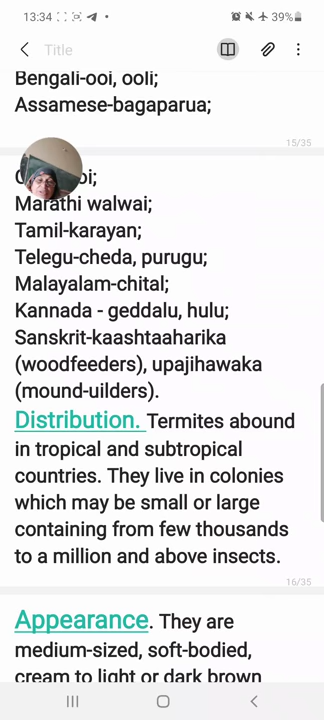 13:34
39%
Title
Bengali-ooi, ooli;
Assamese-bagaparua;
15/35
Marathi walwai;
Tamil-karayan;
Telegu-cheda, purugu;
Malayalam-chital;
Kannada - geddalu, hulu;
Sanskrit-kaashtaaharika
(woodfeeders), upajihawaka
(mound-uilders).
Distribution. Termites abound
in tropical and subtropical
countries. They live in colonies
which may be small or large
containing from few thousands
to a million and above insects.
16/35
Appearance. They are
medium-sized, soft-bodied,
cream to light or dark brown